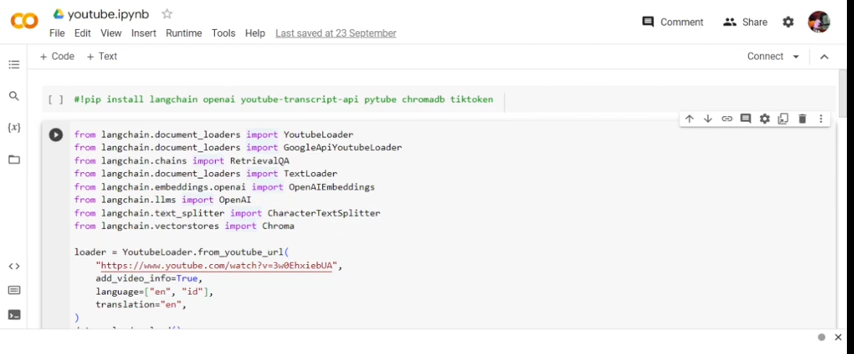 youtube.ipynb
Comment
Share
File Edit View Insert Runtime Tools Help Last saved at 23 September
+ Code + Text
Connect
[ ] #!pip install langchain openai youtube-transcript-api pytube chromadb tiktoken
from langchain.document_loaders import YoutubeLoader
from langchain.document_loaders import GoogleApiYoutubeLoader
from langchain.chains import RetrievalQA
from langchain.document_loaders import TextLoader
from langchain.embeddings.openai import OpenAIEmbeddings
from langchain.llms import OpenAI
from langchain.text_splitter import CharacterTextSplitter
from langchain.vectorstores import Chroma
loader = YoutubeLoader.from_youtube_url(
"https://www.youtube.com/watch?v=3w0EhxiebUA",
add_video_info=True,
language=["en", "id"],
translation="en",
)